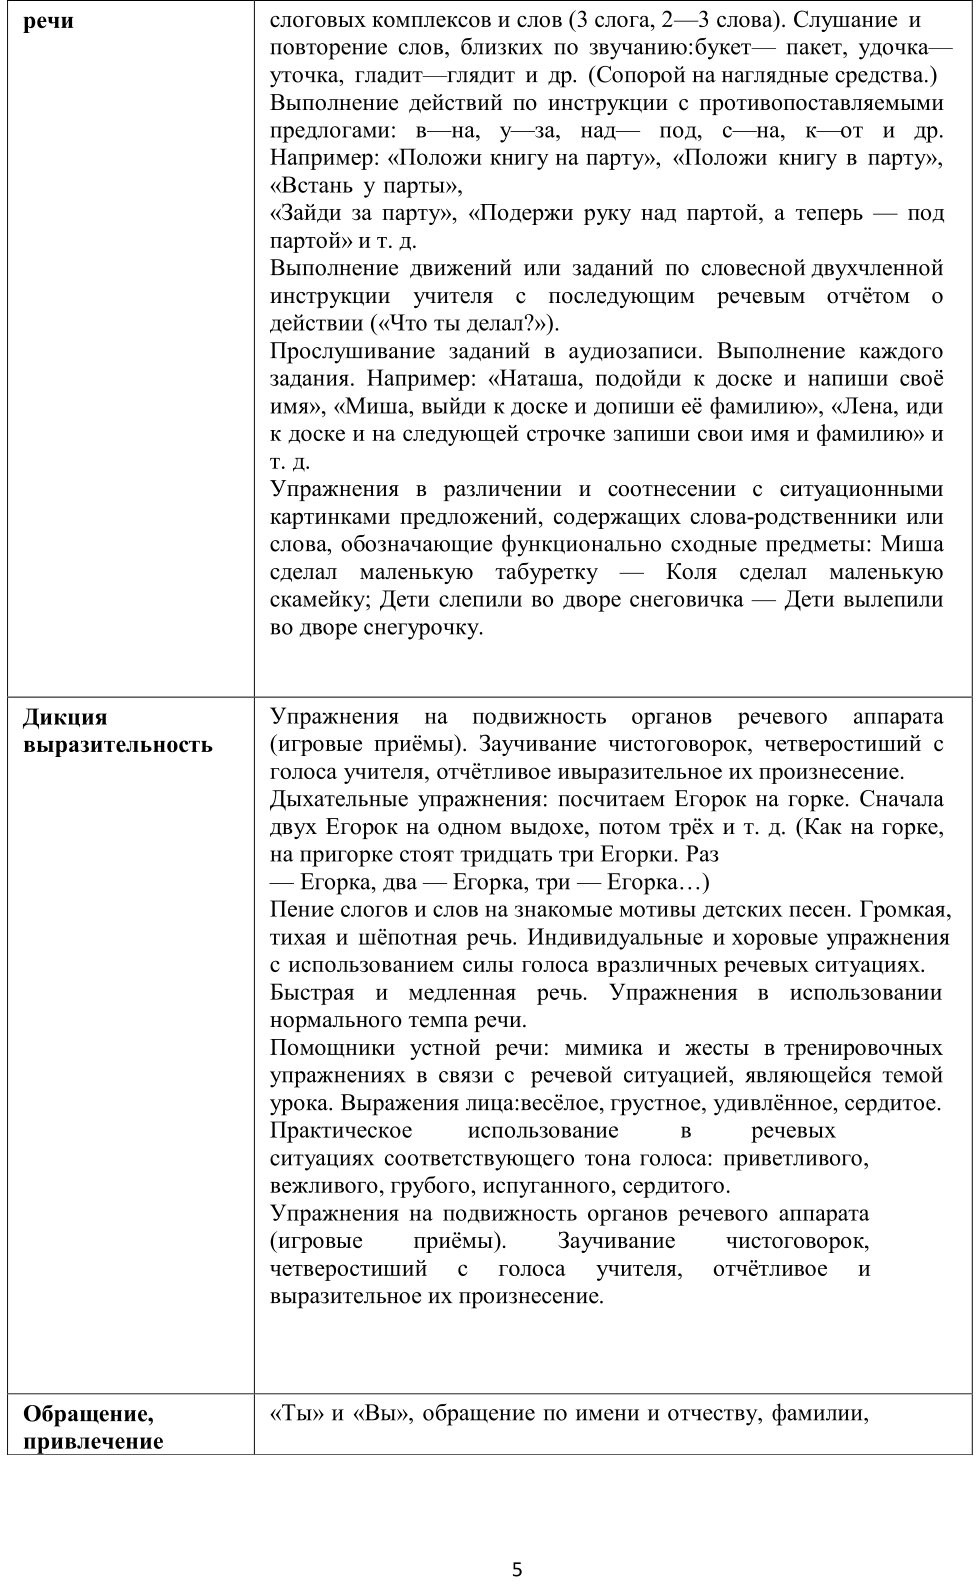 речи
слоговых комплексов и слов (3 слога, 2—3 слова). Слушание и
повторение слов, близких по звучанию:букет— пакет, удочка—
уточка, гладит—глядит и др. (Сопорой на наглядные средства.)
Выполнение действий по инструкции с противопоставляемыми
предлогами: в—на, у—за, над— под, с—на, к—от и др.
Например: «Положи книгу на парту», «Положи книгу в парту»,
«Встань у парты»,
«Зайди за парту», «Подержи руку над партой, а теперь — под
партой» и т. д.
Выполнение движений или заданий по словесной двухчленной
инструкции учителя с последующим речевым отчётом о
действии («Что ты делал?»).
Прослушивание заданий в аудиозаписи. Выполнение каждого
задания. Например: «Наташа, подойди к доске и напиши своё
имя», «Миша, выйди к доске и допиши её фамилию», «Лена, иди
к доске и на следующей строчке запиши свои имя и фамилию» и
т. д.
Упражнения в различении и соотнесении с ситуационными
картинками предложений, содержащих слова-родственники или
слова, обозначающие функционально сходные предметы: Миша
сделал маленькую табуретку — Коля сделал маленькую
скамейку; Дети слепили во дворе снеговичка — Дети вылепили
во дворе снегурочку.
Дикция
выразительность
Упражнения на подвижность органов речевого аппарата
(игровые приёмы). Заучивание чистоговорок, четверостиший с
голоса учителя, отчётливое ивыразительное их произнесение.
Дыхательные упражнения: посчитаем Егорок на горке. Сначала
двух Егорок на одном выдохе, потом трёх и т. д. (Как на горке,
на пригорке стоят тридцать три Егорки. Раз
— Егорка, два — Егорка, три — Егорка…)
Пение слогов и слов на знакомые мотивы детских песен. Громкая,
тихая и шёпотная речь. Индивидуальные и хоровые упражнения
с использованием силы голоса вразличных речевых ситуациях.
Быстрая и медленная речь. Упражнения в использовании
нормального темпа речи.
Помощники устной речи: мимика и жесты в тренировочных
упражнениях в связи с речевой ситуацией, являющейся темой
урока. Выражения лица:весёлое, грустное, удивлённое, сердитое.
Практическое использование в речевых
ситуациях соответствующего тона голоса: приветливого,
вежливого, грубого, испуганного, сердитого.
Упражнения на подвижность органов речевого аппарата
(игровые приёмы). Заучивание чистоговорок,
четверостиший с голоса учителя, отчётливое и
выразительное их произнесение.
Обращение,
привлечение
«Ты» и «Вы», обращение по имени и отчеству, фамилии,
5